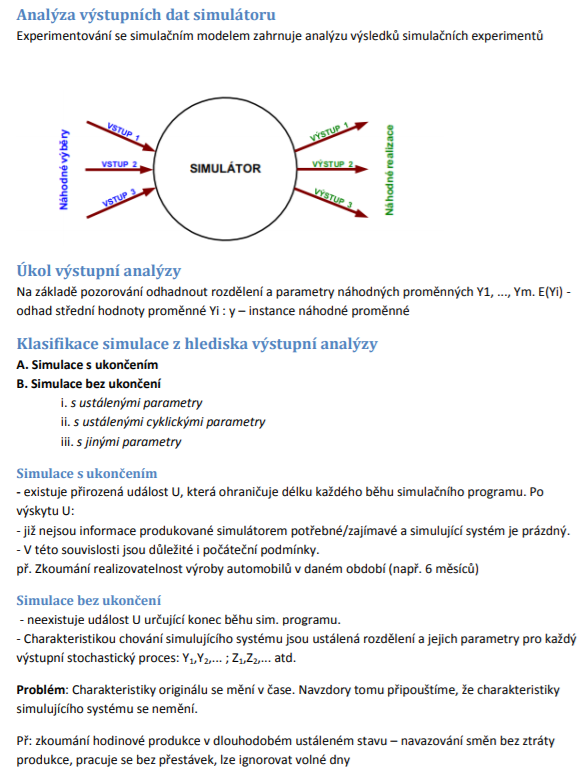 Analýza výstupních dat simulátoru
Experimentování se simulačním modelem zahrnuje analýzu výsledků simulačních experimentů
Náhodné výběry
VSTUP 1
VSTUP 2
VSTUP 3
SIMULÁTOR
VÝSTUP 1
VÝSTUP 2
VÝSTUP 3
Náhodné realizace
Úkol výstupní analýzy
Na základě pozorování odhadnout rozdělení a parametry náhodných proměnných Y1, ..., Ym. E(Yi) -
odhad střední hodnoty proměnné Yi : y – instance náhodné proměnné
Klasifikace simulace z hlediska výstupní analýzy
A. Simulace s ukončením
B. Simulace bez ukončení
i. s ustálenými parametry
ii. s ustálenými cyklickými parametry
iii. s jinými parametry
Simulace s ukončením
- existuje přirozená událost U, která ohraničuje délku každého běhu simulačního programu. Po
výskytu U:
- již nejsou informace produkované simulátorem potřebné/zajímavé a simulující systém je prázdný.
- V této souvislosti jsou důležité i počáteční podmínky.
př. Zkoumání realizovatelnost výroby automobilů v daném období (např. 6 měsíců)
Simulace bez ukončení
- neexistuje událost U určující konec běhu sim. programu.
- Charakteristikou chování simulujícího systému jsou ustálená rozdělení a jejich parametry pro každý
výstupní stochastický proces: Y₁,Y₂,... ; Z₁,Z₂,... atd.
Problém: Charakteristiky originálu se mění v čase. Navzdory tomu připouštíme, že charakteristiky
simulujícího systému se nemění.
Př: zkoumání hodinové produkce v dlouhodobém ustáleném stavu – navazování směn bez ztráty
produkce, pracuje se bez přestávek, lze ignorovat volné dny